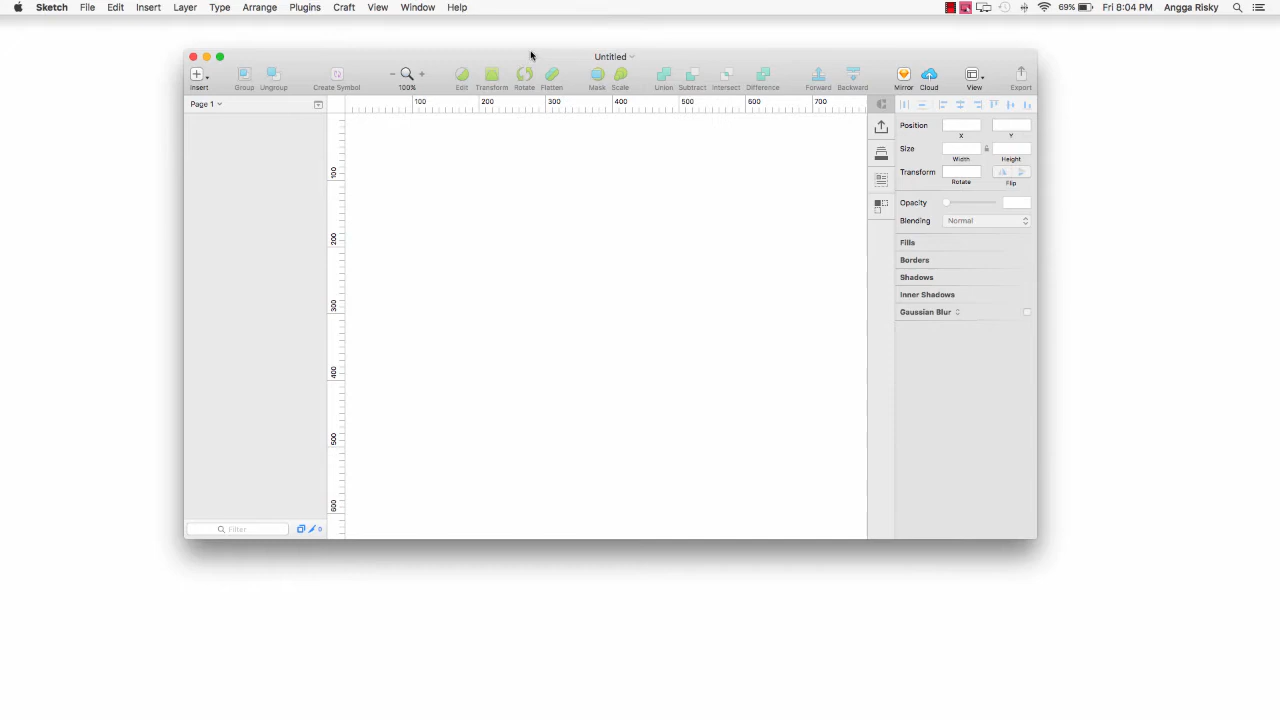 Sketch File Edit Insert Layer Type Arrange Plugins Craft View Window Help 69% Fri 8:04 PM Angga Risky
Untitled
Insert Group Ungroup Create Symbol 100% Edit Transform Rotate Flatten Mask Scale Union Subtract Intersect Difference Forward Backward Mirror Cloud View Export
Page 1
100 200 300 400 500 600 700
100
200
300
400
500
600
Position
X Y
Size
Width Height
Transform
Rotate Flip
Opacity
Blending Normal
Fills
Borders
Shadows
Inner Shadows
Gaussian Blur
Filter 0